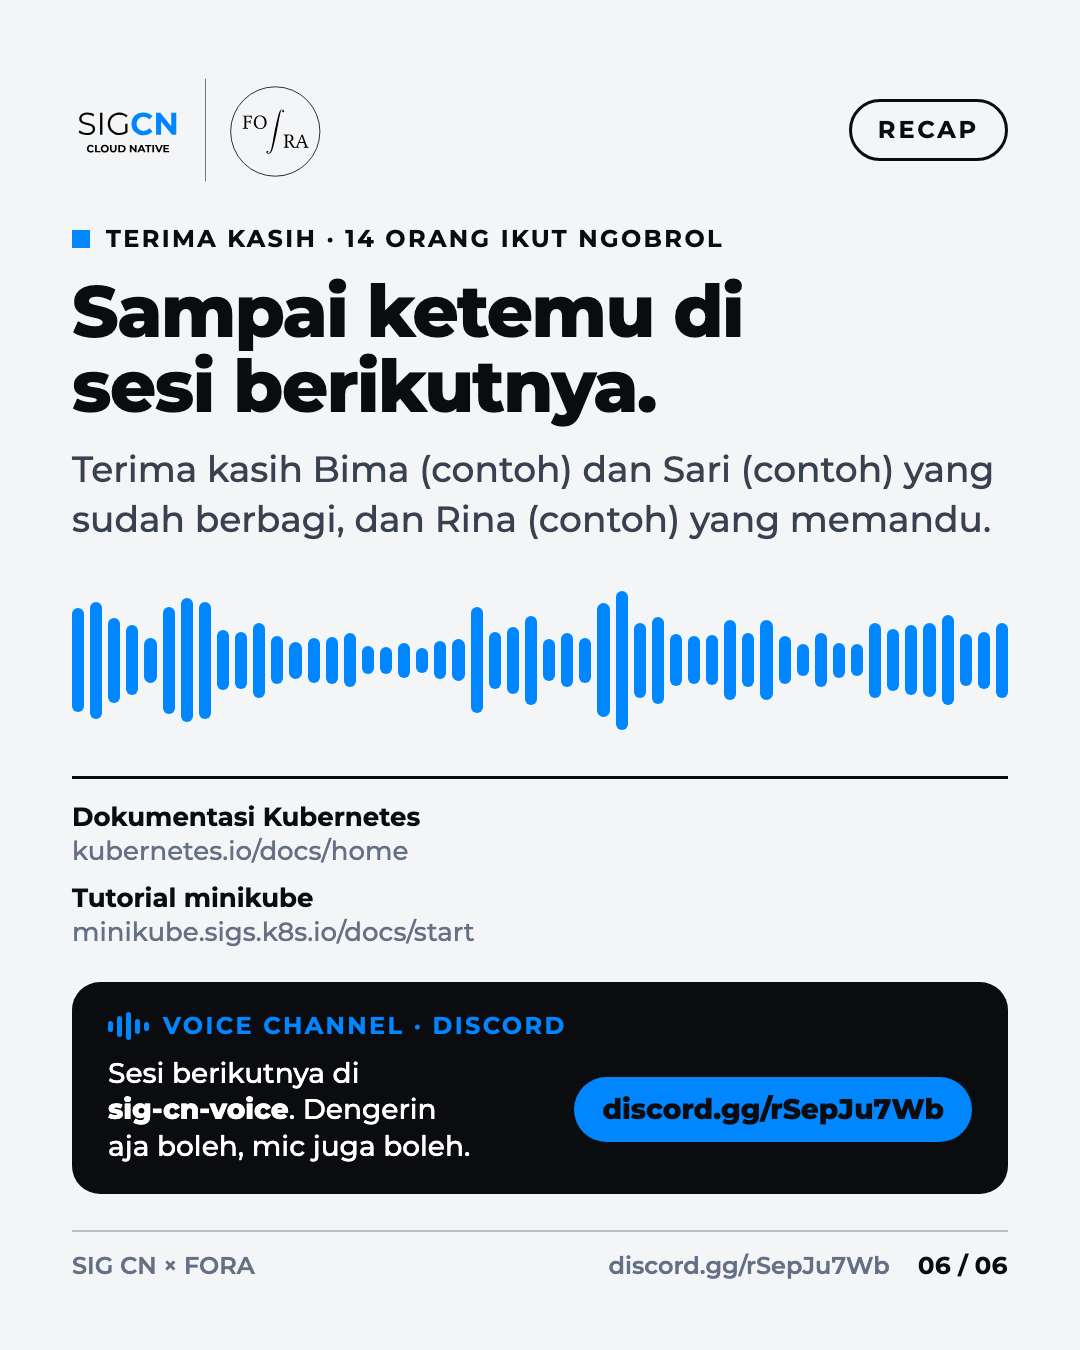 SIGCN
CLOUD NATIVE
FO RA
RECAP
TERIMA KASIH · 14 ORANG IKUT NGOBROL
Sampai ketemu di
sesi berikutnya.
Terima kasih Bima (contoh) dan Sari (contoh) yang
sudah berbagi, dan Rina (contoh) yang memandu.
Dokumentasi Kubernetes
kubernetes.io/docs/home
Tutorial minikube
minikube.sigs.k8s.io/docs/start
VOICE CHANNEL · DISCORD
Sesi berikutnya di
sig-cn-voice. Dengerin
aja boleh, mic juga boleh.
discord.gg/rSepJu7Wb
SIG CN × FORA
discord.gg/rSepJu7Wb 06 / 06